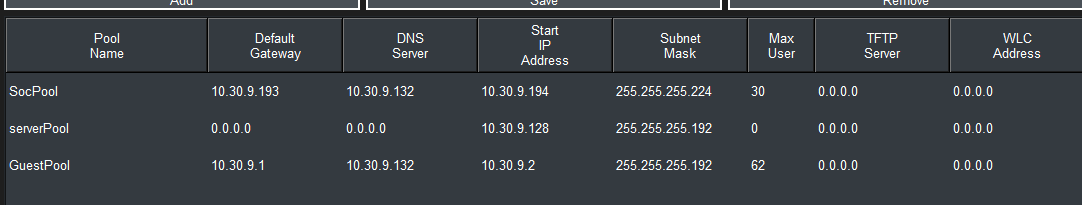 Add Save Remove
Pool Name Default Gateway DNS Server Start IP Address Subnet Mask Max User TFTP Server WLC Address
SocPool 10.30.9.193 10.30.9.132 10.30.9.194 255.255.255.224 30 0.0.0.0 0.0.0.0
serverPool 0.0.0.0 0.0.0.0 10.30.9.128 255.255.255.192 0 0.0.0.0 0.0.0.0
GuestPool 10.30.9.1 10.30.9.132 10.30.9.2 255.255.255.192 62 0.0.0.0 0.0.0.0